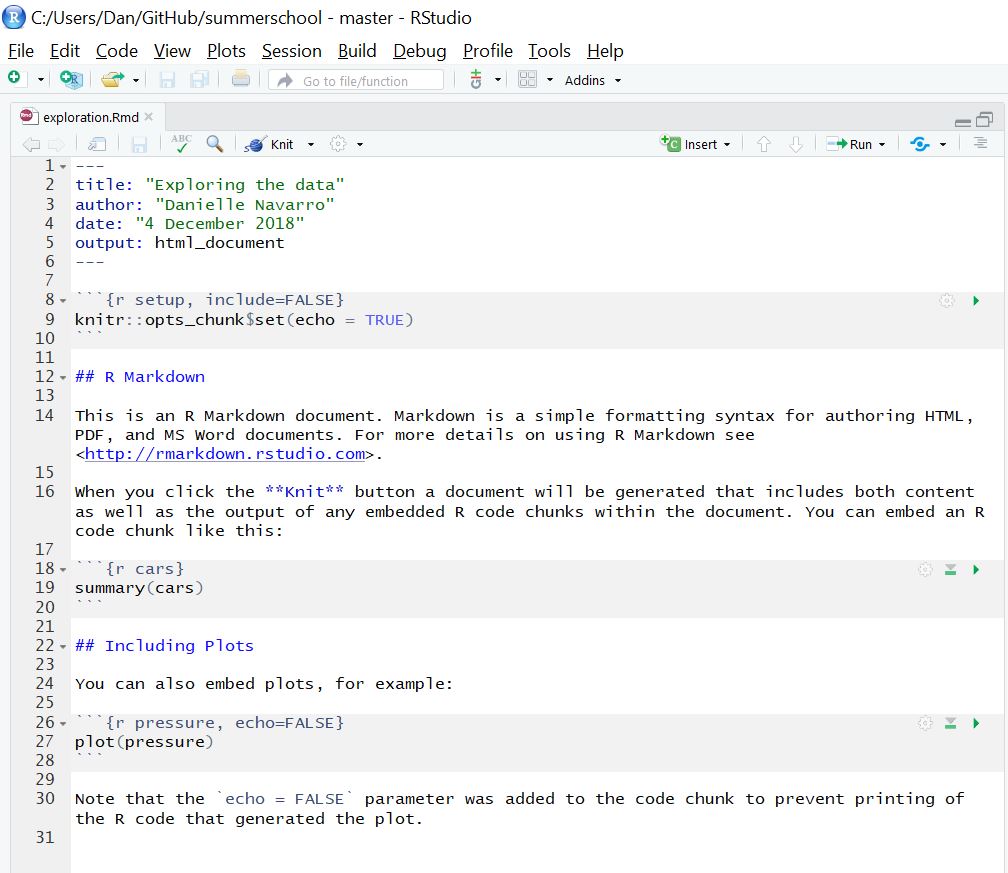 C:/Users/Dan/GitHub/summerschool - master - RStudio
File Edit Code View Plots Session Build Debug Profile Tools Help
Go to file/function Addins
exploration.Rmd
ABC Knit Insert Run
1 ---
2 title: "Exploring the data"
3 author: "Danielle Navarro"
4 date: "4 December 2018"
5 output: html_document
6 ---
7
8 ```{r setup, include=FALSE}
9 knitr::opts_chunk$set(echo = TRUE)
10 ```
11
12 ## R Markdown
13
14 This is an R Markdown document. Markdown is a simple formatting syntax for authoring HTML,
PDF, and MS Word documents. For more details on using R Markdown see
<http://rmarkdown.rstudio.com>.
15
16 When you click the **Knit** button a document will be generated that includes both content
as well as the output of any embedded R code chunks within the document. You can embed an R
code chunk like this:
17
18 ```{r cars}
19 summary(cars)
20 ```
21
22 ## Including Plots
23
24 You can also embed plots, for example:
25
26 ```{r pressure, echo=FALSE}
27 plot(pressure)
28 ```
29
30 Note that the `echo = FALSE` parameter was added to the code chunk to prevent printing of
the R code that generated the plot.
31